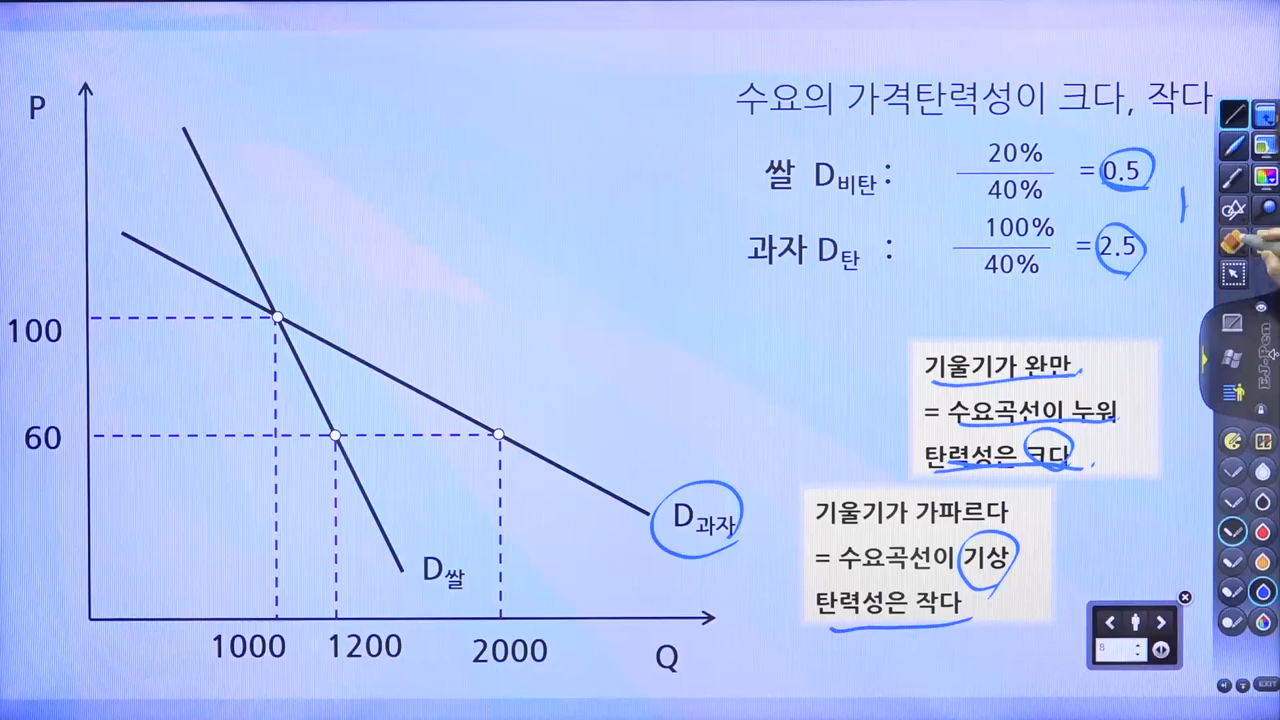 수요의 가격탄력성이 크다, 작다
P
쌀 D비탄 : 20% / 40% = 0.5
과자 D탄 : 100% / 40% = 2.5
100
60
기울기가 완만
= 수요곡선이 누워
탄력성은 크다
기울기가 가파르다
= 수요곡선이 기상
탄력성은 작다
D과자
D쌀
1000 1200 2000 Q
EJ-Pen
8
EXIT